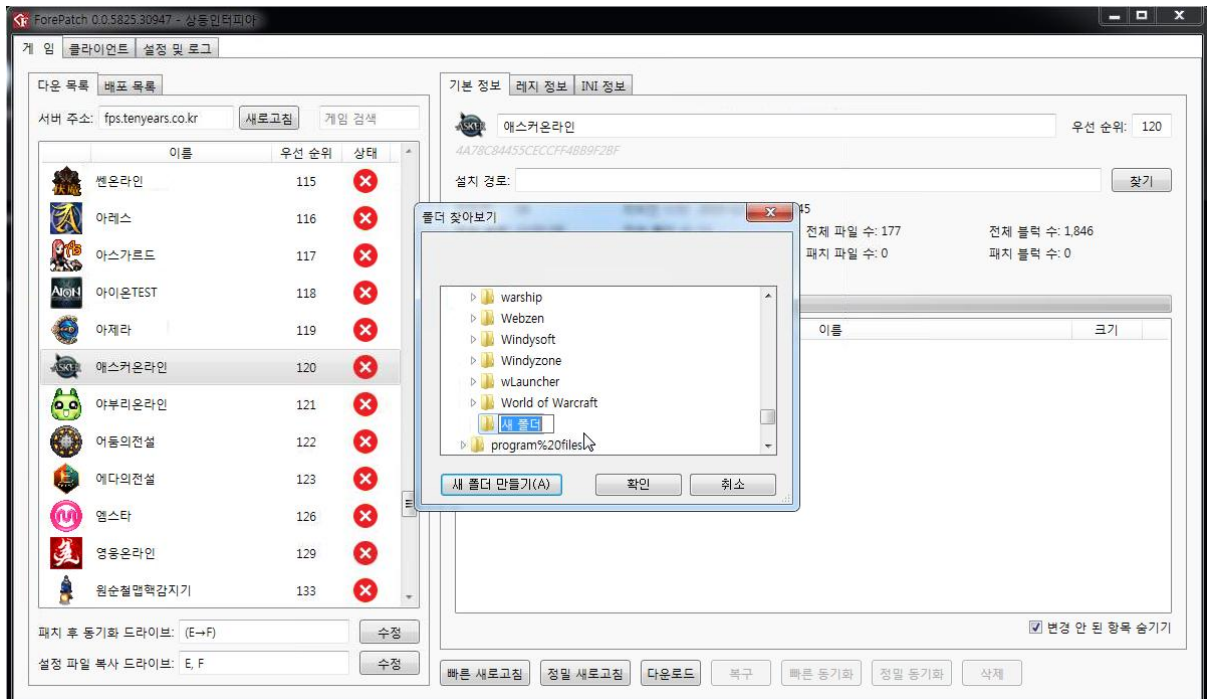 ForePatch 0.0.5825.30947 - 상동인터피아
게 임 클라이언트 설정 및 로그
다운 목록 배포 목록
서버 주소: fps.tenyears.co.kr 새로고침 게임 검색
이름 우선 순위 상태
쎈온라인 115
아레스 116
아스가르드 117
AION 아이온TEST 118
아제라 119
애스커온라인 120
야부리온라인 121
어둠의전설 122
에다의전설 123
엠스타 126
영웅온라인 129
원순철맵핵감지기 133
패치 후 동기화 드라이브: (E→F) 수정
설정 파일 복사 드라이브: E, F 수정
기본 정보 레지 정보 INI 정보
ASKER 애스커온라인 우선 순위: 120
4A78C84455CECCFF4BB9F2BF
설치 경로: 찾기
45
전체 파일 수: 177 전체 블럭 수: 1,846
패치 파일 수: 0 패치 블럭 수: 0
이름 크기
폴더 찾아보기
warship
Webzen
Windysoft
Windyzone
wLauncher
World of Warcraft
새 폴더
program%20files
새 폴더 만들기(A) 확인 취소
변경 안 된 항목 숨기기
빠른 새로고침 정밀 새로고침 다운로드 복구 빠른 동기화 정밀 동기화 삭제